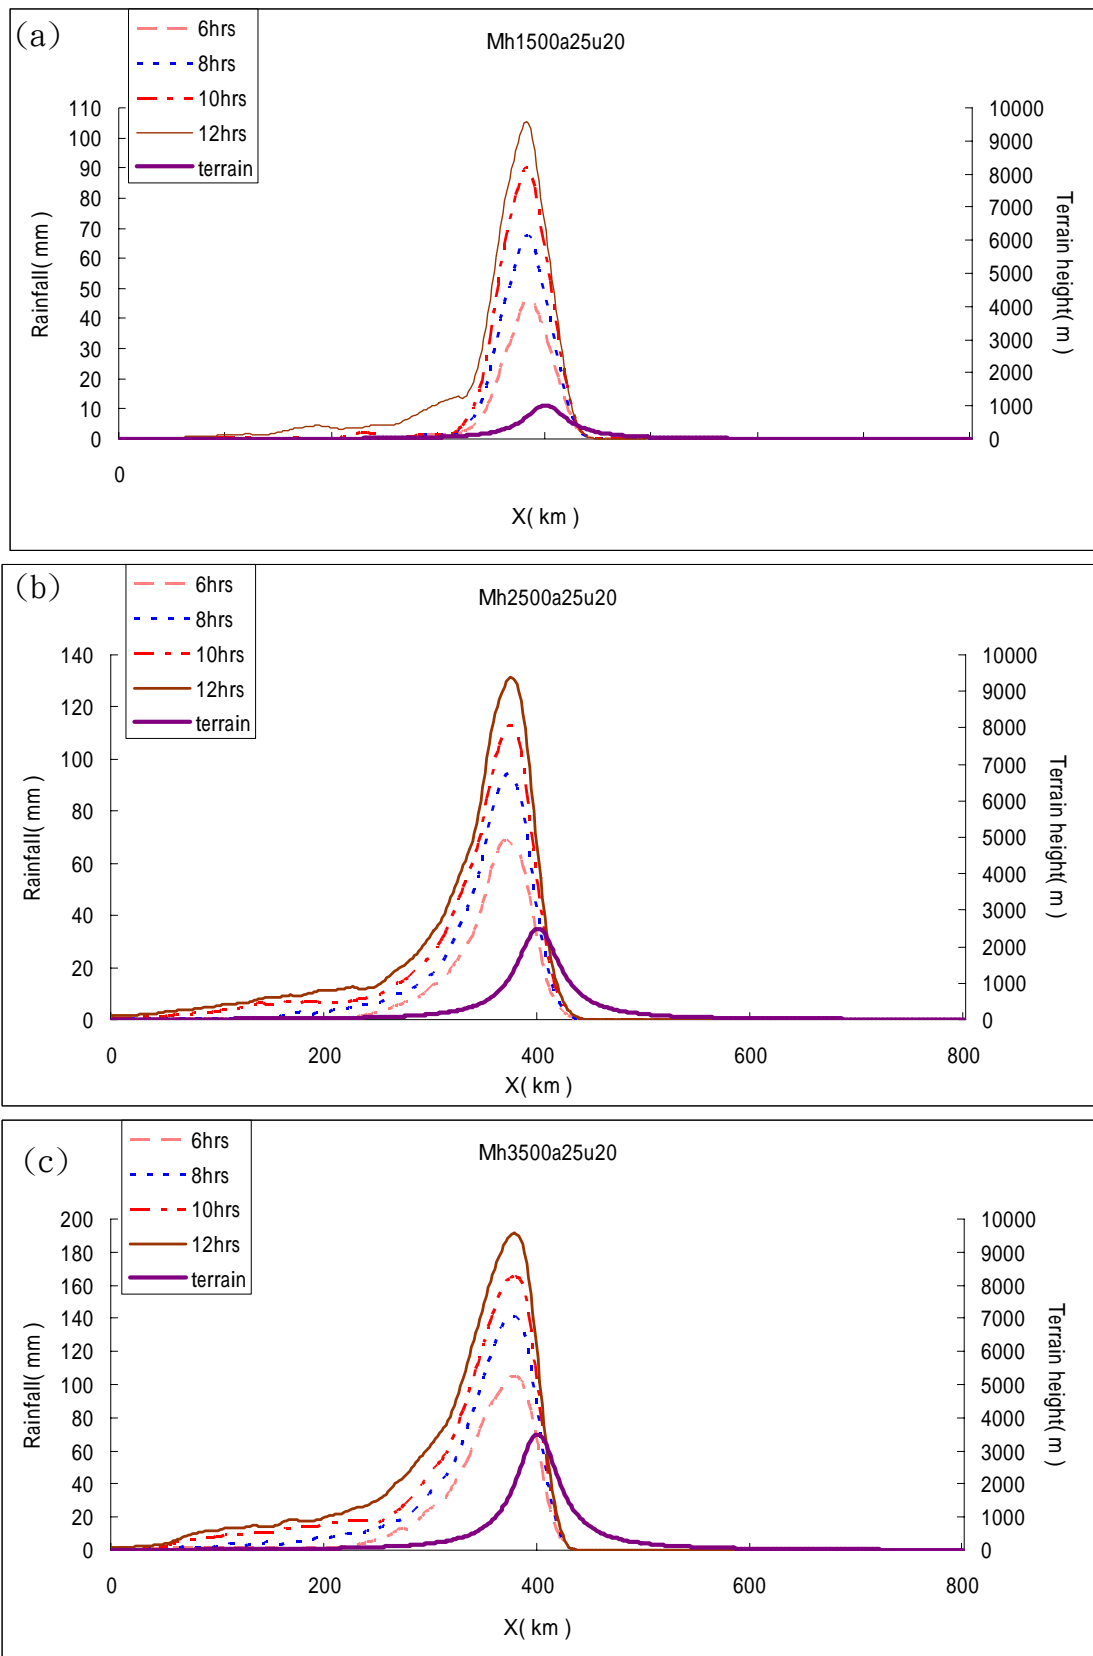 (a)
Mh1500a25u20
6hrs
8hrs
10hrs
12hrs
terrain
110
100
90
80
70
60
50
40
30
20
10
0
Rainfall( mm )
10000
9000
8000
7000
6000
5000
4000
3000
2000
1000
0
Terrain height( m )
0
X( km )
(b)
Mh2500a25u20
6hrs
8hrs
10hrs
12hrs
terrain
140
120
100
80
60
40
20
0
Rainfall( mm )
10000
9000
8000
7000
6000
5000
4000
3000
2000
1000
0
Terrain height( m )
0 200 400 600 800
X( km )
(c)
Mh3500a25u20
6hrs
8hrs
10hrs
12hrs
terrain
200
180
160
140
120
100
80
60
40
20
0
Rainfall( mm )
10000
9000
8000
7000
6000
5000
4000
3000
2000
1000
0
Terrain height( m )
0 200 400 600 800
X( km )